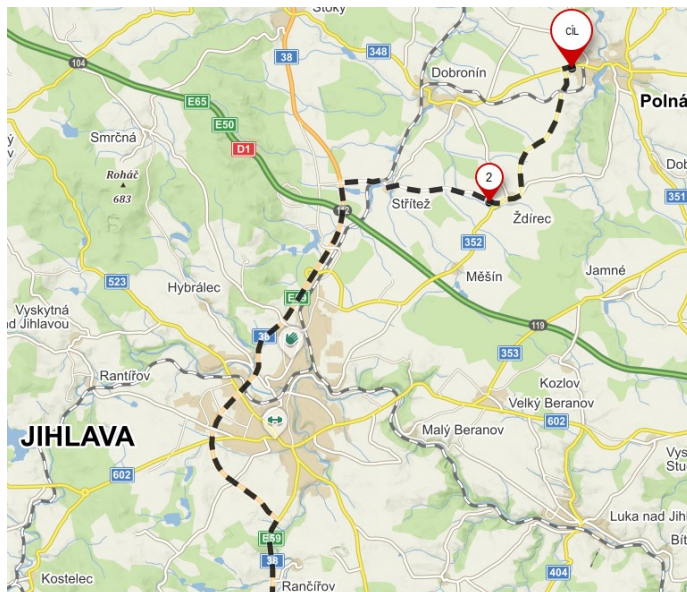 Štoky
38
348
CÍL
104
E65
Dobronín
E50
Polná
Smrčná
D1
Roháč
683
2
Střítež
351
112
Ždírec
352
523
Měšín
Jamné
Hybrálec
E59
Vyskytná
nad Jihlavou
38
119
353
Rantířov
Kozlov
Velký Beranov
JIHLAVA
602
Malý Beranov
602
Luka nad Jihl
E59
38
404
Kostelec
Rančířov